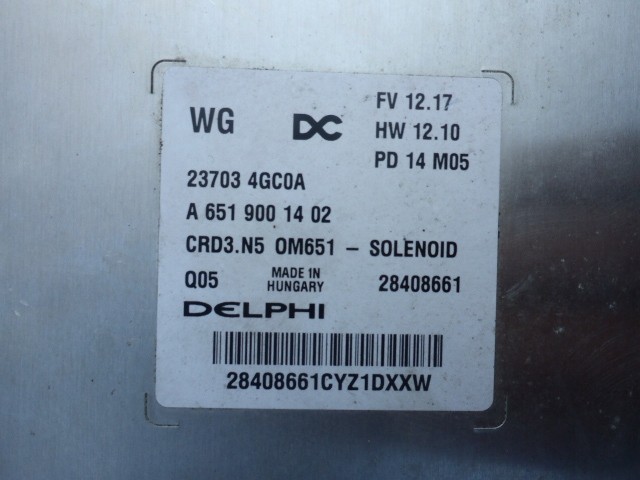 WG DC FV 12.17
HW 12.10
PD 14 M05
23703 4GC0A
A 651 900 14 02
CRD3.N5 OM651 – SOLENOID
Q05 MADE IN HUNGARY 28408661
DELPHI
28408661CYZ1DXXW